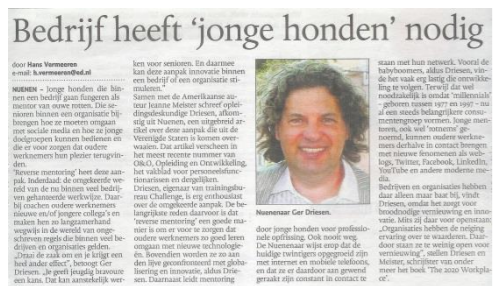 Bedrijf heeft ‘jonge honden’ nodig
door Hans Vermeeren
e-mail: h.vermeeren@ed.nl
NUENEN – Jonge honden die bin-
nen een bedrijf gaan fungeren als
mentor van ouwe rotten. Die se-
nioren binnen een organisatie bij-
brengen hoe ze moeten omgaan
met sociale media en hoe ze jonge
doelgroepen kunnen bedienen en
die er voor zorgen dat oudere
werknemers hun plezier terugvin-
den.
‘Reverse mentoring’ heet deze aan-
pak. Inderdaad: de omgekeerde we-
reld van de nu binnen veel bedrij-
ven gehanteerde werkwijze. Daar-
bij coachen oudere werknemers
nieuwe en/of jongere collega’s en
maken hen zo langzamerhand
wegwijs in de wereld van onge-
schreven regels die binnen veel be-
drijven en organisaties gelden.
„Draai de zaak om en je krijgt een
heel ander effect”, betoogt Ger
Driesen. „Je geeft jeugdig bravoure
een kans. Dat kan aanstekelijk wer-
ken voor senioren. En daarmee
kan deze aanpak innovatie binnen
een bedrijf of een organisatie sti-
muleren.”
Samen met de Amerikaanse au-
teur Jeanne Meister schreef oplei-
dingsdeskundige Driesen, afkom-
stig uit Nuenen, een uitgebreid ar-
tikel over deze aanpak die uit de
Verenigde Staten is komen over-
waaien. Dat artikel verscheen in
het meest recente nummer van
O&O, Opleiding en Ontwikkeling,
het vakblad voor personeelsfunc-
tionarissen en dergelijken.
Driesen, eigenaar van trainingsbu-
reau Challenge, is erg enthousiast
over de omgekeerde aanpak. De be-
langrijkste reden daarvoor is dat
‘reverse mentoring’ een goede ma-
nier is om er voor te zorgen dat
oudere werknemers zo goed leren
omgaan met nieuwe technologie-
ën. Bovendien worden ze zo aan
den lijve geconfronteerd met glo-
balisering en innovatie, aldus Drie-
sen. Daarnaast leidt mentoring
Nuenenaar Ger Driesen.
door jonge honden voor professio-
nele opfrissing. Ook nooit weg.
De Nuenenaar wijst erop dat de
huidige twintigers opgegroeid zijn
met internet en mobiele telefoons,
en dat ze er daardoor aan gewend
geraakt zijn constant in contact te
staan met hun netwerk. Vooral de
babyboomers, aldus Driesen, vin-
den het vaak erg lastig die ontwikke-
ling te volgen. Terwijl dat wel
noodzakelijk is omdat ‘millennials’
– geboren tussen 1977 en 1997 – nu
al een steeds belangrijkere consu-
mentengroep vormen. Jonge men-
toren, ook wel ‘netnerns’ ge-
noemd, kunnen oudere werkne-
mers derhalve in contact brengen
met nieuwe fenomenen als web-
logs, Twitter, Facebook, LinkedIn,
YouTube en andere moderne me-
dia.
Bedrijven en organisaties hebben
daar alleen maar baat bij, vindt
Driesen, omdat het zorgt voor
broodnodige vernieuwing en inno-
vatie. Mits zij daar voor openstaan:
„Organisaties hebben de neiging
ervaring over te waarderen. Daar-
door staan ze te weinig open voor
vernieuwing”, stellen Driesen en
Meister, schrijfster van onder
meer het boek ‘The 2020 Workpla-
ce’.